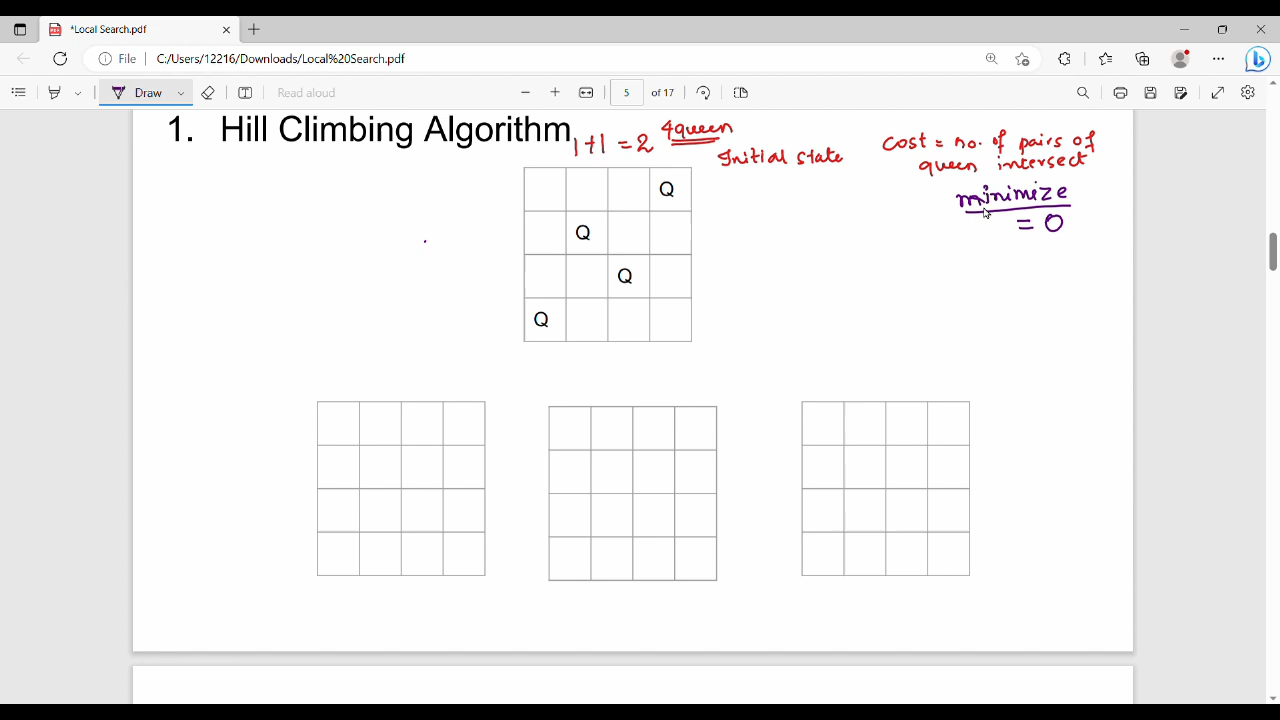 *Local Search.pdf
File C:/Users/12216/Downloads/Local%20Search.pdf
Draw Read aloud 5 of 17
1. Hill Climbing Algorithm
1+1 = 2 4queen
Initial state
cost = no. of pairs of
queen intersect
minimize
= 0
Q
Q
Q
Q